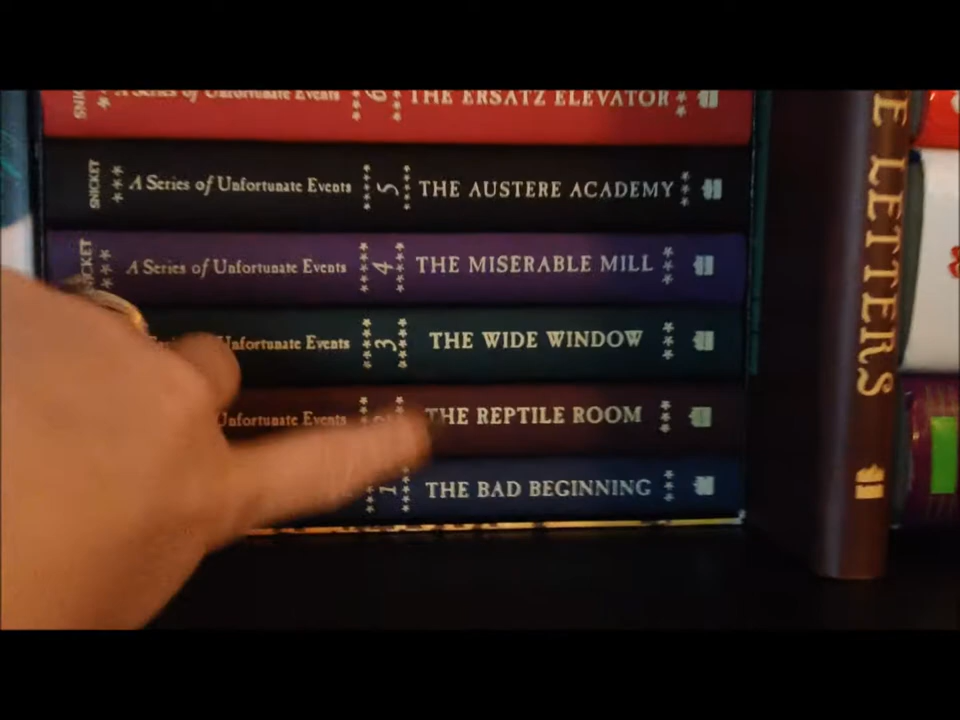 SNICKET A Series of Unfortunate Events 6 THE ERSATZ ELEVATOR
SNICKET A Series of Unfortunate Events 5 THE AUSTERE ACADEMY
SNICKET A Series of Unfortunate Events 4 THE MISERABLE MILL
Unfortunate Events 3 THE WIDE WINDOW
Unfortunate Events THE REPTILE ROOM
1 THE BAD BEGINNING
LETTERS